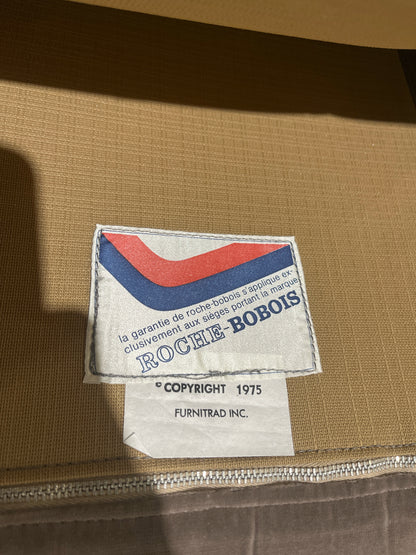 la garantie de roche-bobois s'applique ex-
clusivement aux sièges portant la marque
ROCHE-BOBOIS
© COPYRIGHT 1975
FURNITRAD INC.